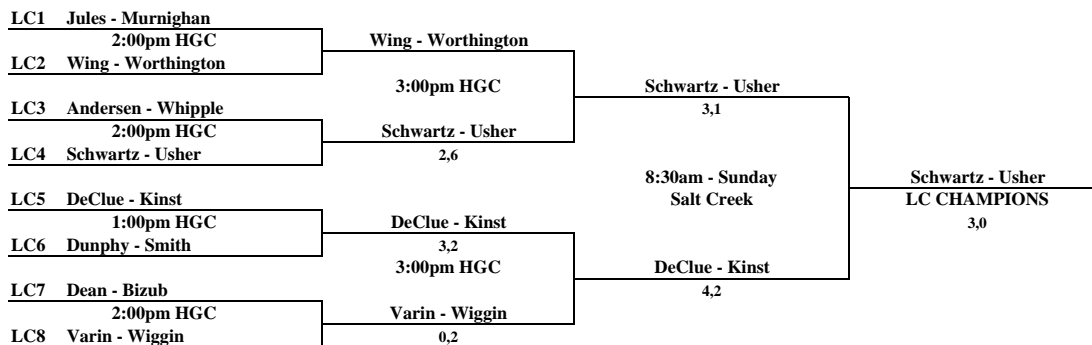 LC1 Jules - Murnighan
2:00pm HGC
LC2 Wing - Worthington
LC3 Andersen - Whipple
2:00pm HGC
LC4 Schwartz - Usher
LC5 DeClue - Kinst
1:00pm HGC
LC6 Dunphy - Smith
LC7 Dean - Bizub
2:00pm HGC
LC8 Varin - Wiggin
Wing - Worthington
3:00pm HGC
Schwartz - Usher
2,6
DeClue - Kinst
3,2
3:00pm HGC
Varin - Wiggin
0,2
Schwartz - Usher
3,1
8:30am - Sunday
Salt Creek
DeClue - Kinst
4,2
Schwartz - Usher
LC CHAMPIONS
3,0